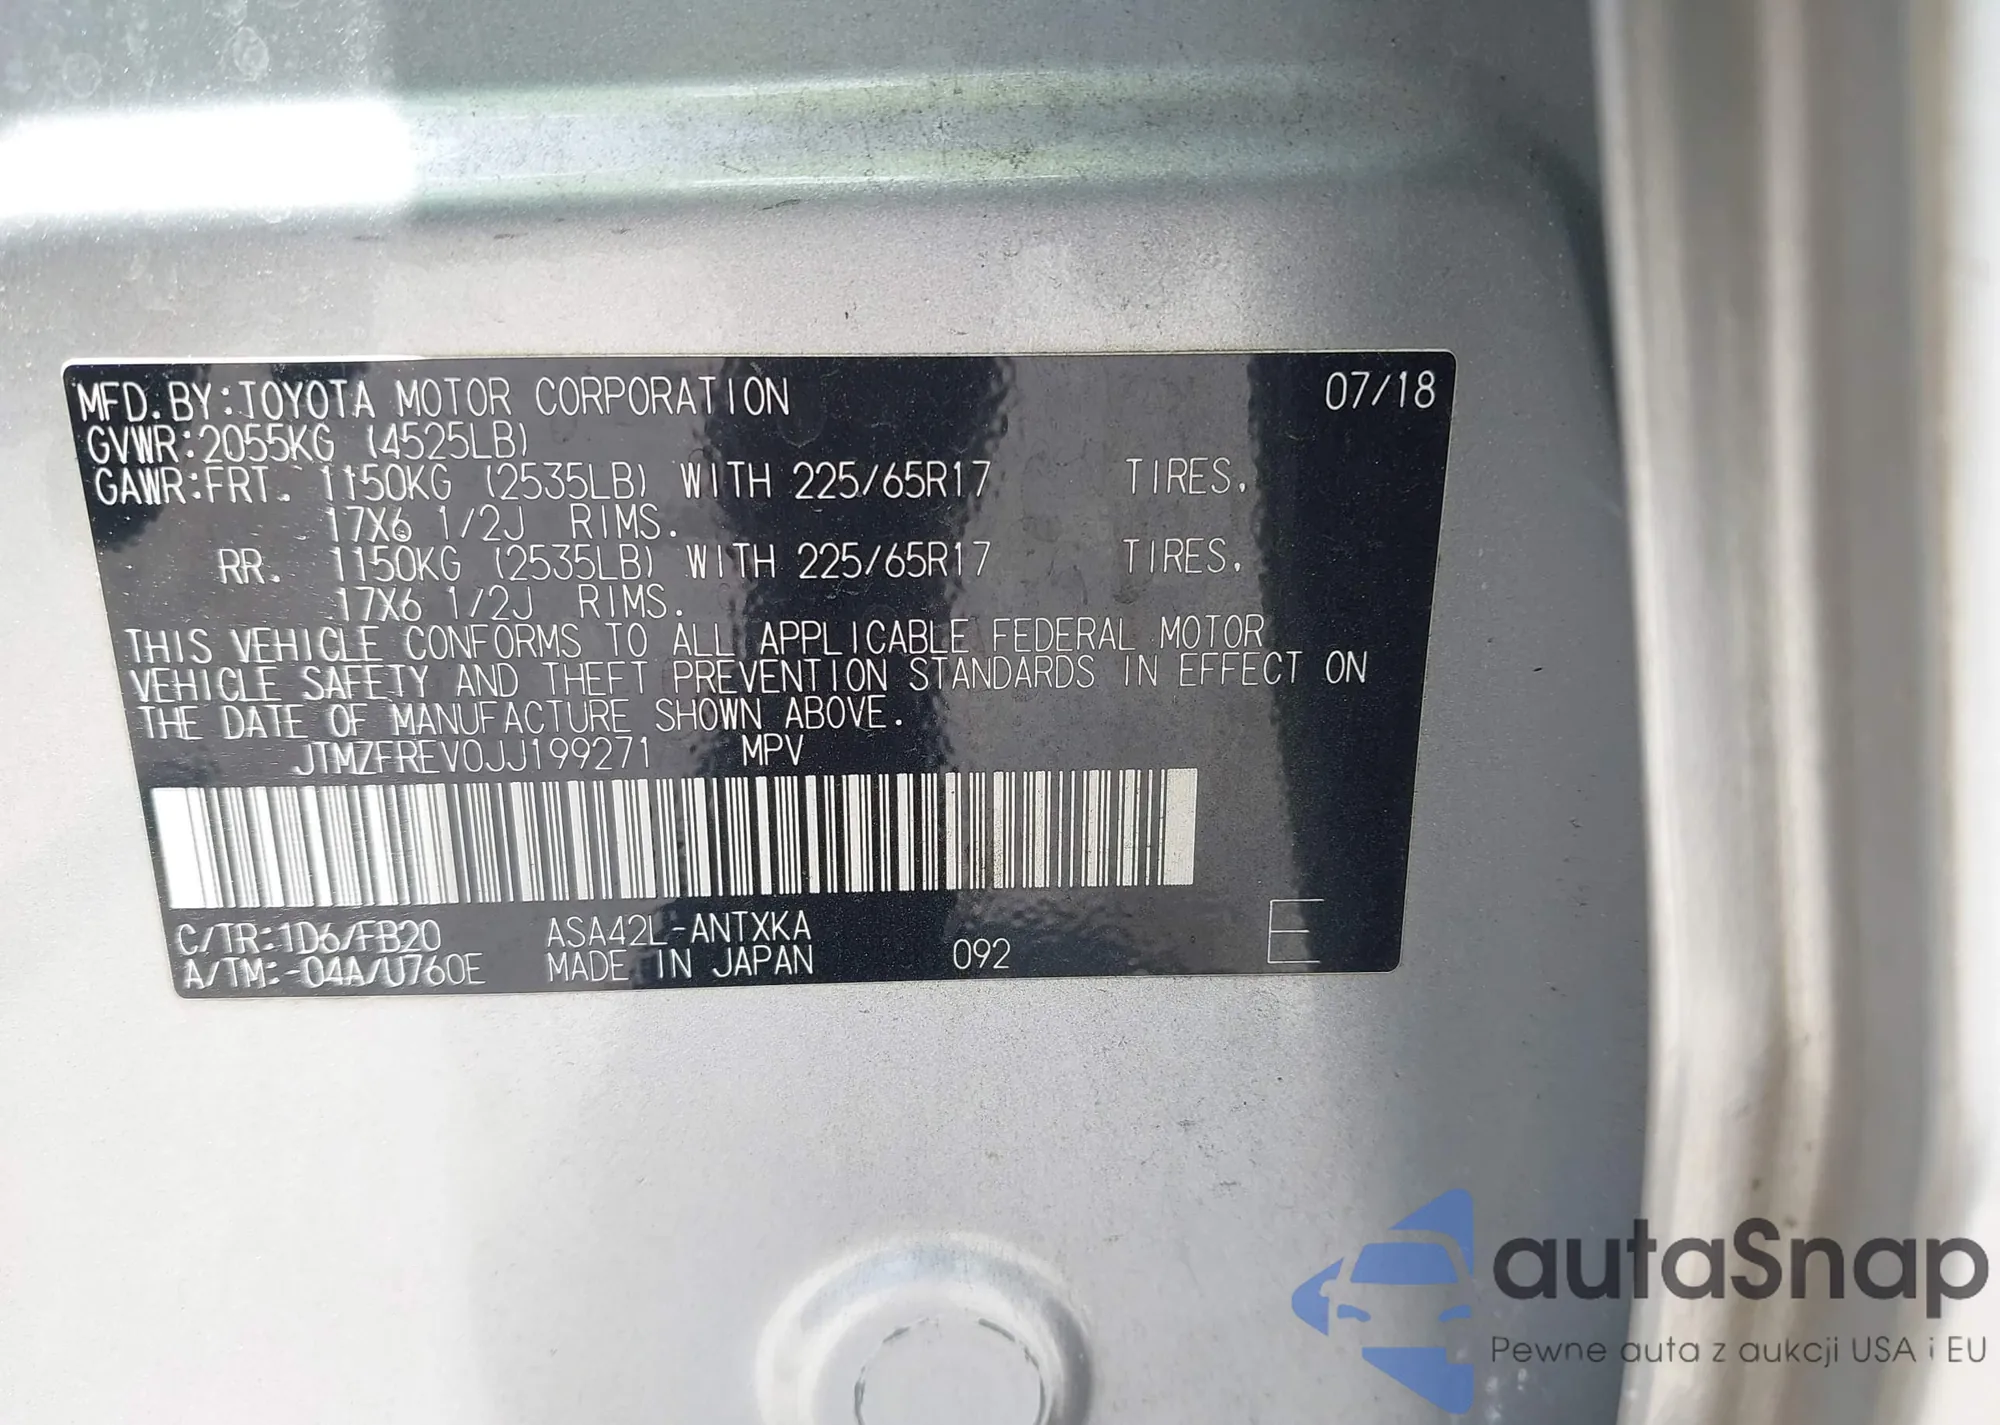 MFD.BY:TOYOTA MOTOR CORPORATION 07/18
GVWR:2055KG (4525LB)
GAWR:FRT. 1150KG (2535LB) WITH 225/65R17 TIRES,
17X6 1/2J RIMS.
RR. 1150KG (2535LB) WITH 225/65R17 TIRES,
17X6 1/2J RIMS.
THIS VEHICLE CONFORMS TO ALL APPLICABLE FEDERAL MOTOR
VEHICLE SAFETY AND THEFT PREVENTION STANDARDS IN EFFECT ON
THE DATE OF MANUFACTURE SHOWN ABOVE.
JTMZFREV0JJ199271 MPV
C/TR:1D6/FB20 ASA42L-ANTXKA
A/TM:-04A/U760E MADE IN JAPAN 092 E
autaSnap
Pewne auta z aukcji USA i EU